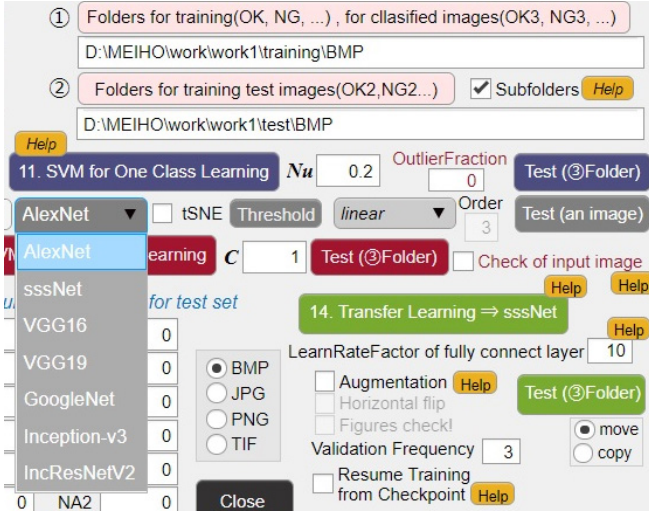 ① Folders for training(OK, NG, ...) , for cllasified images(OK3, NG3, ...)
D:\MEIHO\work\work1\training\BMP
② Folders for training test images(OK2,NG2...) Subfolders Help
D:\MEIHO\work\work1\test\BMP
Help
11. SVM for One Class Learning Nu 0.2 OutlierFraction 0 Test (③Folder)
AlexNet tSNE Threshold linear Order 3 Test (an image)
AlexNet earning C 1 Test (③Folder) Check of input image
sssNet for test set Help Help
14. Transfer Learning ⇒ sssNet
VGG16 0 Help
LearnRateFactor of fully connect layer 10
VGG19 0 BMP Augmentation Help Test (③Folder)
GoogleNet 0 JPG Horizontal flip
PNG Figures check! move
Inception-v3 0 TIF Validation Frequency 3 copy
IncResNetV2 0 Resume Training
from Checkpoint Help
0 NA2 0 Close